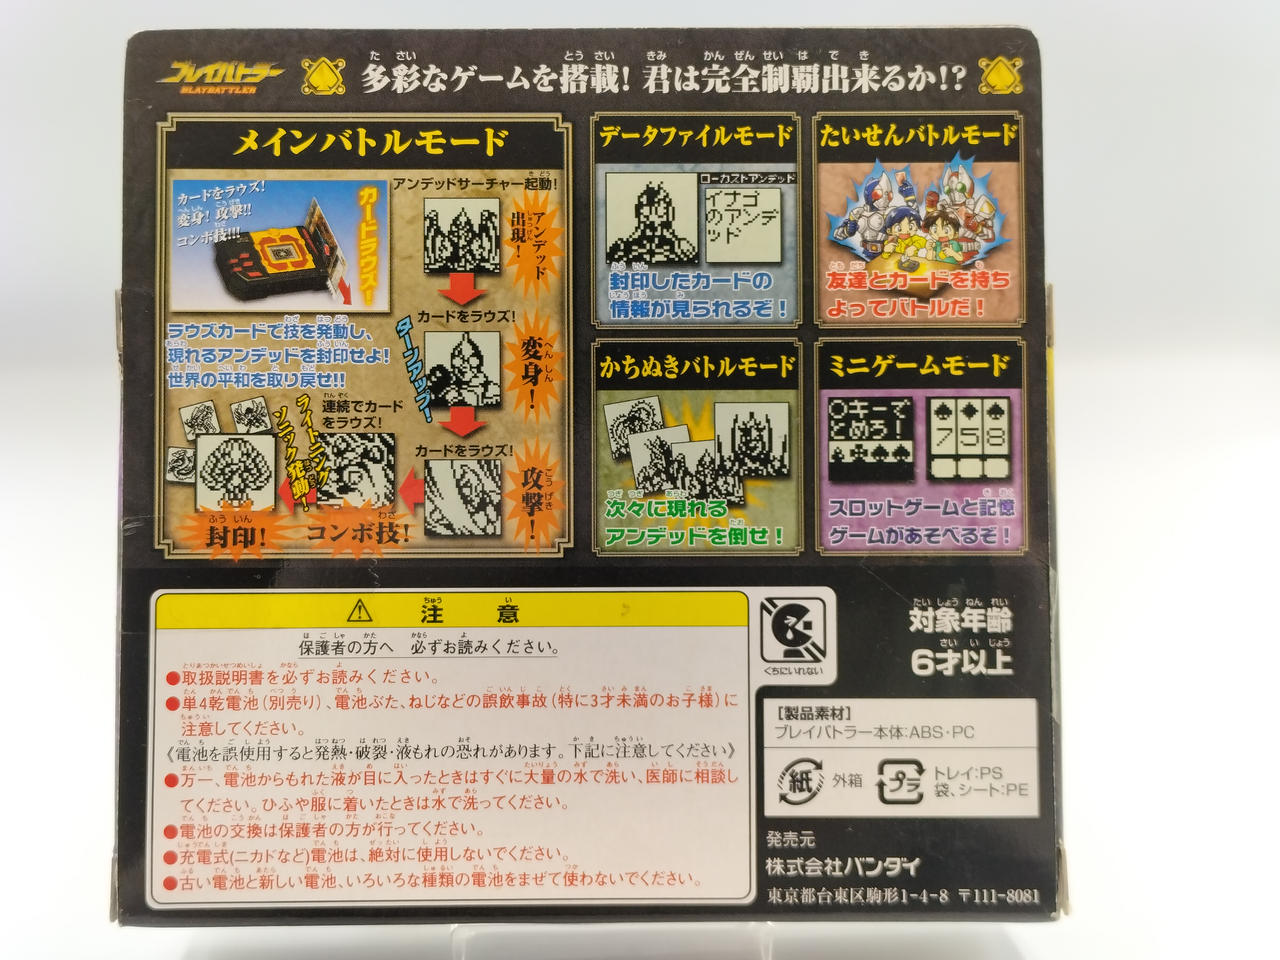 ブレイバトラー
BLAYBATTLER
多彩なゲームを搭載!君は完全制覇出来るか!?
メインバトルモード
カードをラウズ!
変身!攻撃!!
コンボ技!!!
カードラウズ!
アンデッドサーチャー起動!
アンデッド出現!
カードをラウズ!
ターンアップ!
変身!
カードをラウズ!
攻撃!
ラウズカードで技を発動し、
現れるアンデッドを封印せよ!
世界の平和を取り戻せ!!
連続でカード
をラウズ!
ライトニング
ソニック発動!
コンボ技!
封印!
データファイルモード
ローカストアンデッド
イナゴ
のアンデ
ッド
封印したカードの
情報が見られるぞ!
たいせんバトルモード
友達とカードを持ち
よってバトルだ!
かちぬきバトルモード
次々に現れる
アンデッドを倒せ!
ミニゲームモード
○キーで
とめろ!
7 5 8
スロットゲームと記憶
ゲームがあそべるぞ!
⚠ 注意
保護者の方へ 必ずお読みください。
●取扱説明書を必ずお読みください。
●単4乾電池(別売り)、電池ぶた、ねじなどの誤飲事故(特に3才未満のお子様)に
注意してください。
《電池を誤使用すると発熱・破裂・液もれの恐れがあります。下記に注意してください》
●万一、電池からもれた液が目に入ったときはすぐに大量の水で洗い、医師に相談し
てください。ひふや服に着いたときは水で洗ってください。
●電池の交換は保護者の方が行ってください。
●充電式(ニカドなど)電池は、絶対に使用しないでください。
●古い電池と新しい電池、いろいろな種類の電池をまぜて使わないでください。
くちにいれない
対象年齢
6才以上
【製品素材】
ブレイバトラー本体:ABS・PC
紙 外箱
プラ トレイ:PS
袋、シート:PE
発売元
株式会社バンダイ
東京都台東区駒形1-4-8 〒111-8081